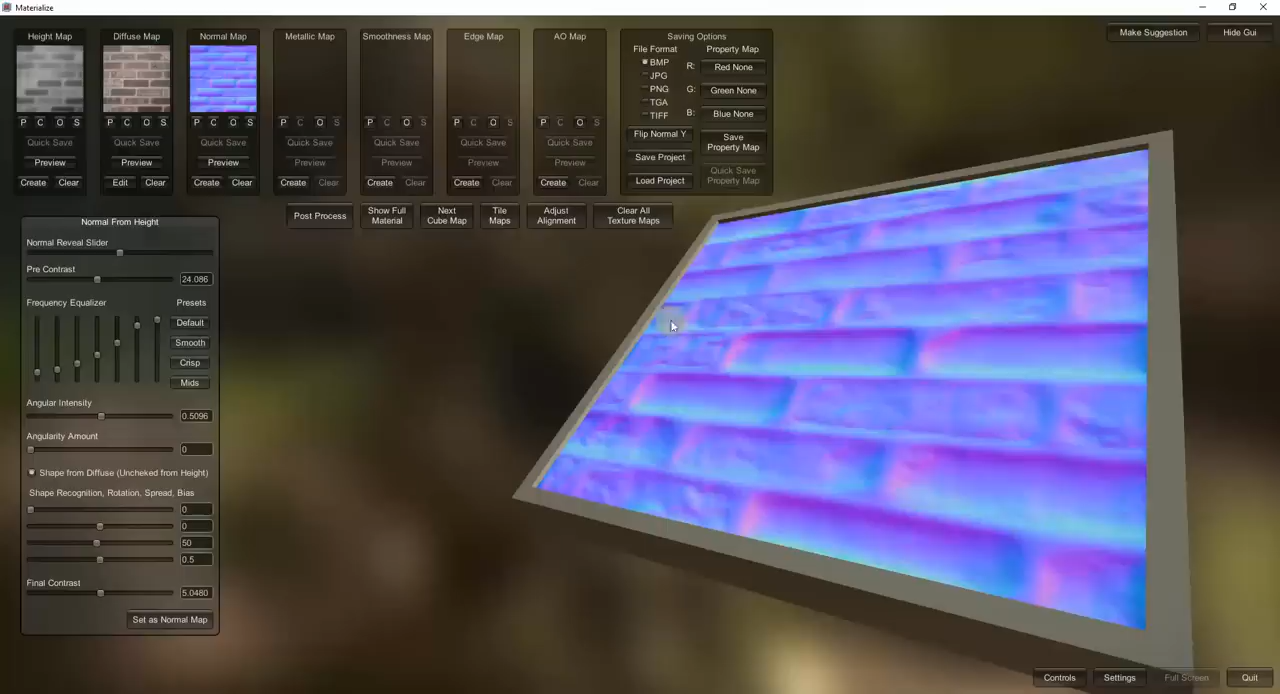 Materialize
Make Suggestion
Hide Gui
Height Map
Diffuse Map
Normal Map
Metallic Map
Smoothness Map
Edge Map
AO Map
Saving Options
File Format
Property Map
BMP
JPG
PNG
TGA
TIFF
R: Red None
G: Green None
B: Blue None
P C O S
P C O S
P C O S
P C O S
P C O S
P C O S
P C O S
Quick Save
Quick Save
Quick Save
Quick Save
Quick Save
Quick Save
Quick Save
Flip Normal Y
Save
Property Map
Preview
Preview
Preview
Preview
Preview
Preview
Preview
Save Project
Create Clear
Edit Clear
Create Clear
Create Clear
Create Clear
Create Clear
Create Clear
Load Project
Quick Save
Property Map
Post Process
Show Full
Material
Next
Cube Map
Tile
Maps
Adjust
Alignment
Clear All
Texture Maps
Normal From Height
Normal Reveal Slider
Pre Contrast
24.086
Frequency Equalizer
Presets
Default
Smooth
Crisp
Mids
Angular Intensity
0.5096
Angularity Amount
0
Shape from Diffuse (Uncheked from Height)
Shape Recognition, Rotation, Spread, Bias
0
0
50
0.5
Final Contrast
5.0480
Set as Normal Map
Controls
Settings
Full Screen
Quit